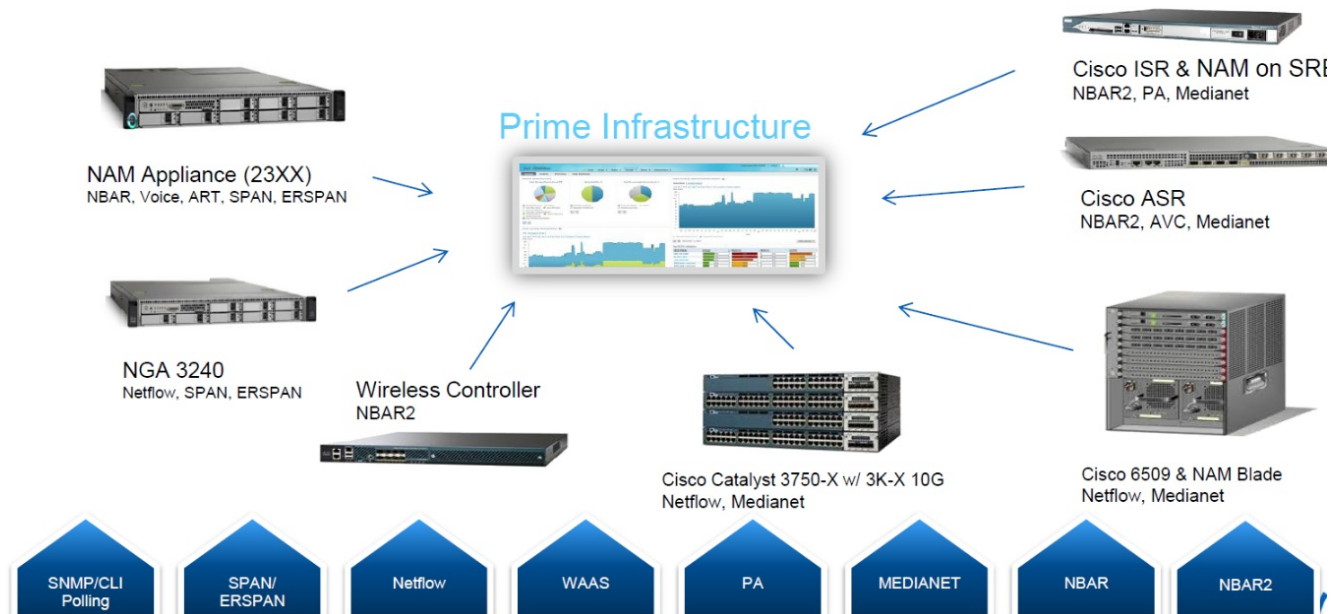 Prime Infrastructure
NAM Appliance (23XX)
NBAR, Voice, ART, SPAN, ERSPAN
NGA 3240
Netflow, SPAN, ERSPAN
Wireless Controller
NBAR2
Cisco Catalyst 3750-X w/ 3K-X 10G
Netflow, Medianet
Cisco ISR & NAM on SRE
NBAR2, PA, Medianet
Cisco ASR
NBAR2, AVC, Medianet
Cisco 6509 & NAM Blade
Netflow, Medianet
SNMP/CLI
Polling
SPAN/
ERSPAN
Netflow
WAAS
PA
MEDIANET
NBAR
NBAR2